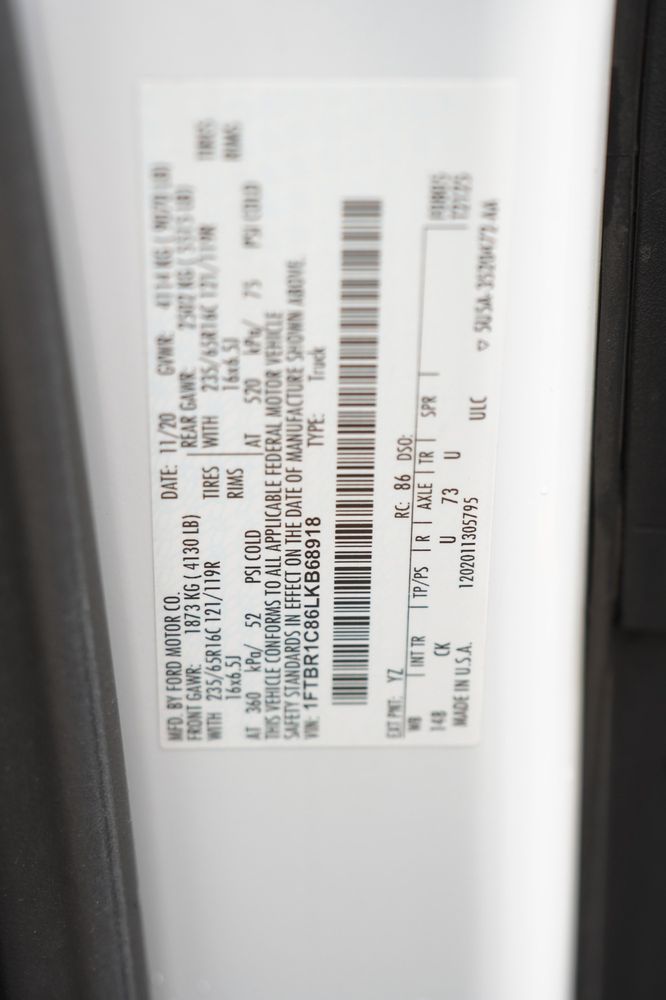 MFD. BY FORD MOTOR CO. DATE: 11/20 GVWR: 4114 KG ( 9071 LB)
FRONT GAWR: 1873 KG ( 4130 LB) REAR GAWR: 2502 KG ( 5515 LB)
WITH 235/65R16C 121/119R TIRES WITH 235/65R16C 121/119R TIRES
16x6.5J RIMS 16x6.5J RIMS
AT 360 kPa/ 52 PSI COLD AT 520 kPa/ 75 PSI COLD
THIS VEHICLE CONFORMS TO ALL APPLICABLE FEDERAL MOTOR VEHICLE
SAFETY STANDARDS IN EFFECT ON THE DATE OF MANUFACTURE SHOWN ABOVE.
VIN: 1FTBR1C86LKB68918 TYPE: Truck
EXT PNT: YZ RC: 86 DSO:
WB INT TR TP/PS R AXLE TR SPR
148 CK U 73 U
MADE IN U.S.A. 1202011305795 ULC